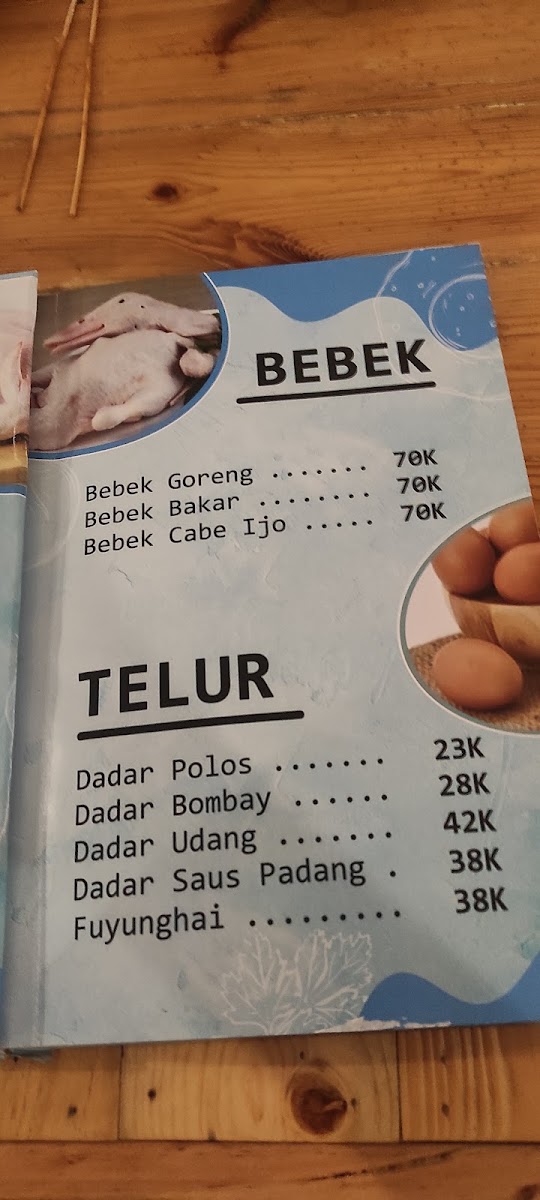 BEBEK
Bebek Goreng ....... 70K
Bebek Bakar ........ 70K
Bebek Cabe Ijo ..... 70K
TELUR
Dadar Polos ....... 23K
Dadar Bombay ...... 28K
Dadar Udang ....... 42K
Dadar Saus Padang . 38K
Fuyunghai ......... 38K